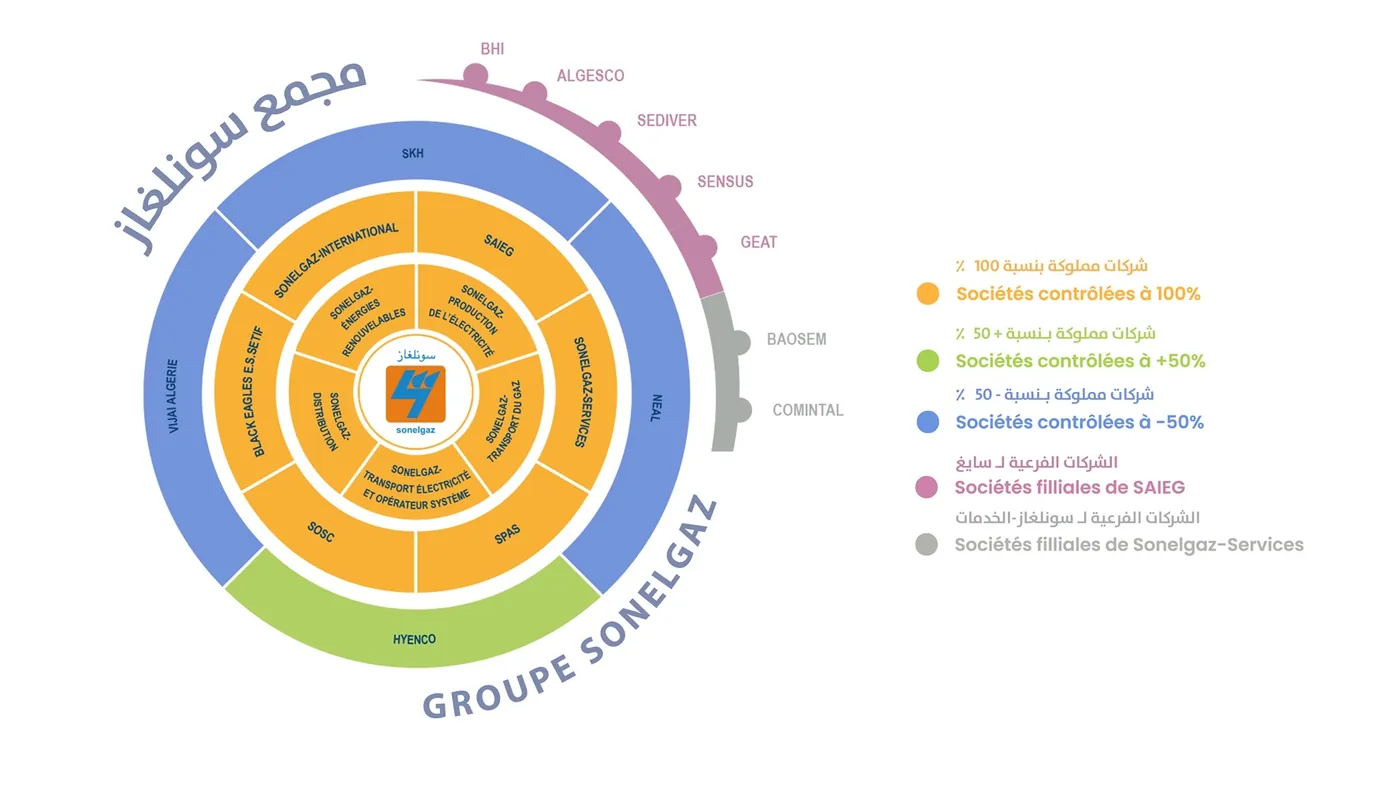 مجمع سونلغاز
BHI
ALGESCO
SEDIVER
SENSUS
GEAT
BAOSEM
COMINTAL
SKH
NEAL
HYENCO
VIJAI ALGERIE
SONELGAZ-INTERNATIONAL
SAIEG
SONELGAZ-SERVICES
SPAS
SOSC
BLACK EAGLES E.S.SETIF
SONELGAZ-
ÉNERGIES
RENOUVELABLES
SONELGAZ-
PRODUCTION
DE L'ÉLECTRICITÉ
SONELGAZ-
TRANSPORT DU GAZ
SONELGAZ-
TRANSPORT ÉLECTRICITÉ
ET OPÉRATEUR SYSTÈME
SONELGAZ-
DISTRIBUTION
سونلغاز
sonelgaz
GROUPE SONELGAZ
شركات مملوكة بنسبة 100 ٪
Sociétés contrôlées à 100%
شركات مملوكة بـنسبة + 50 ٪
Sociétés contrôlées à +50%
شركات مملوكة بـنسبة - 50 ٪
Sociétés contrôlées à -50%
الشركات الفرعية لـ سايغ
Sociétés filliales de SAIEG
الشركات الفرعية لـ سونلغاز-الخدمات
Sociétés filliales de Sonelgaz-Services